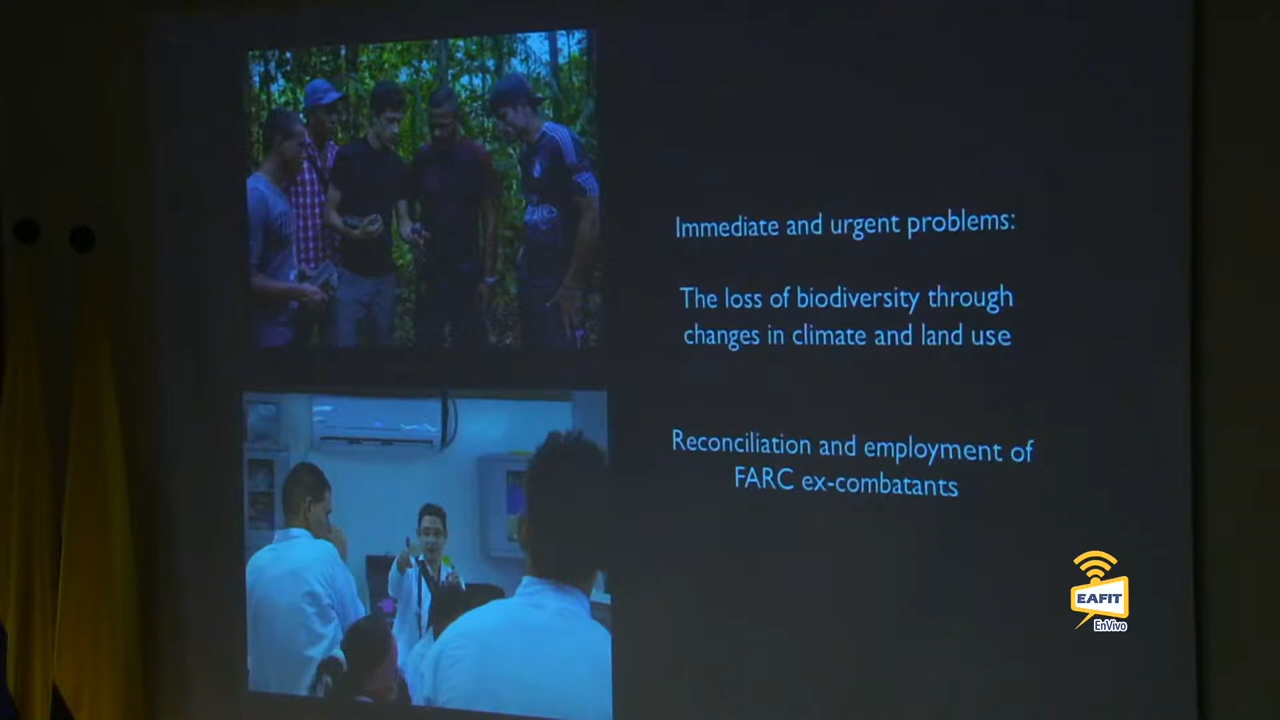 Immediate and urgent problems:
The loss of biodiversity through
changes in climate and land use
Reconciliation and employment of
FARC ex-combatants
EAFIT
EnVivo